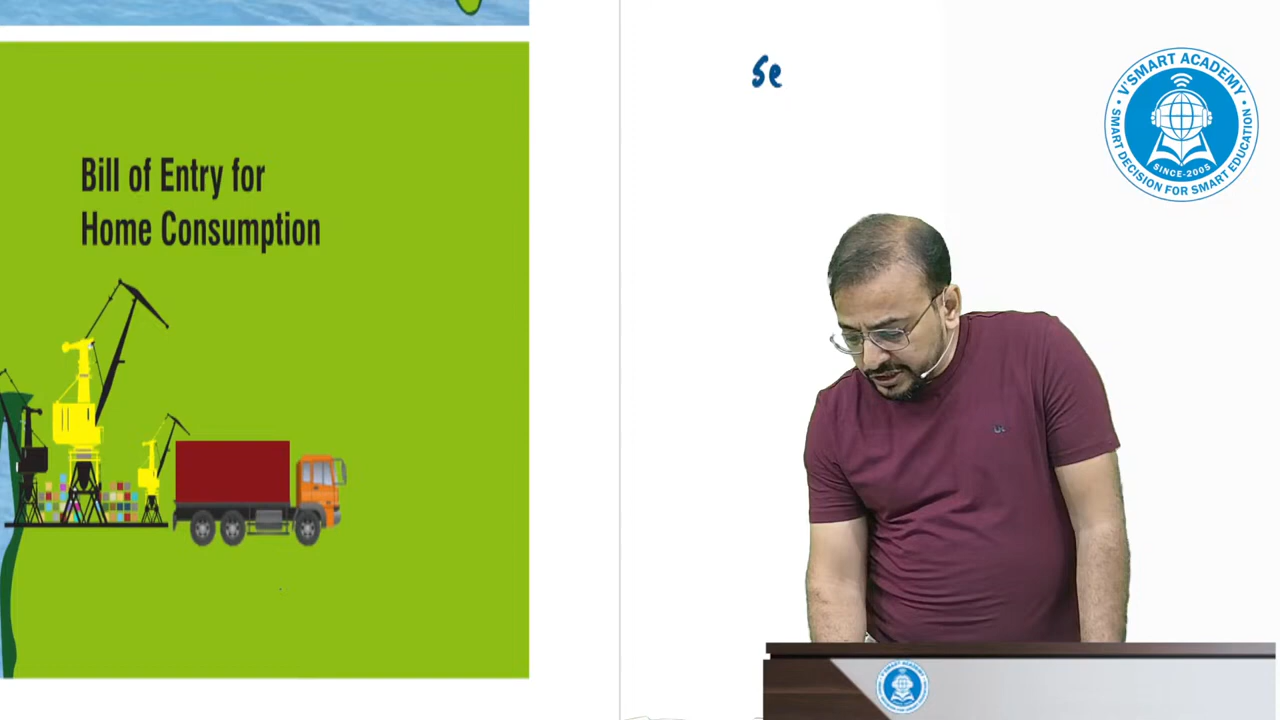 Bill of Entry for
Home Consumption
Se
V'SMART ACADEMY
SMART DECISION FOR SMART EDUCATION
SINCE-2005